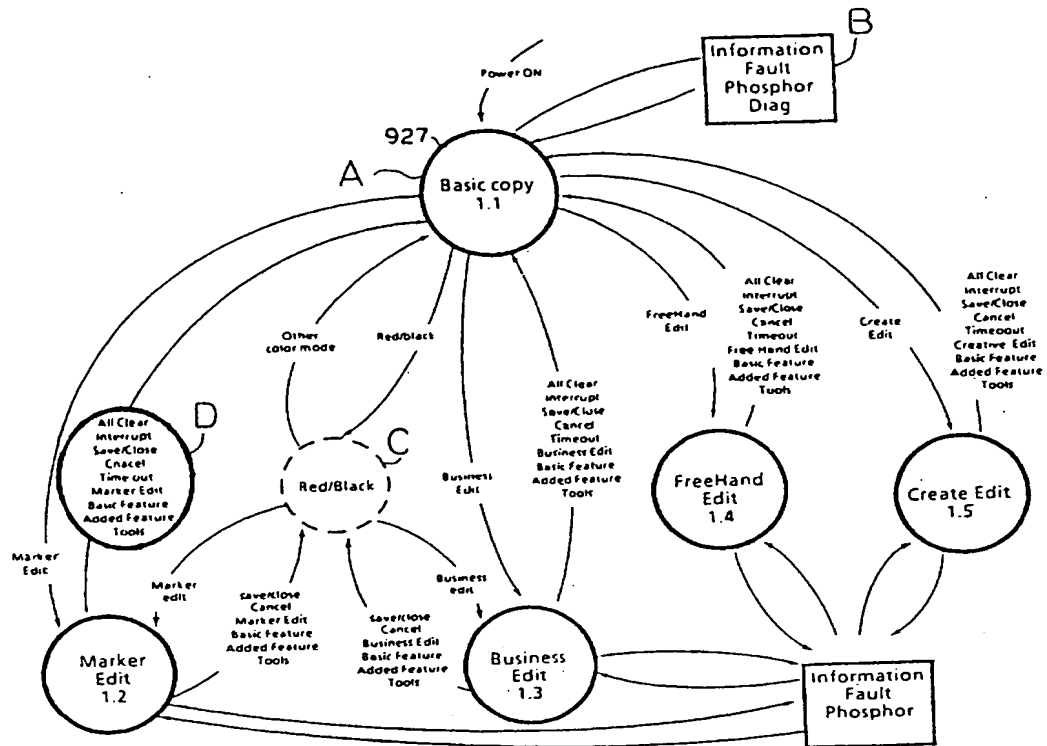 B
Information
Fault
Phosphor
Diag
Power ON
927
A
Basic copy
1.1
Other
color mode
Red/black
FreeHand
Edit
All Clear
Interrupt
Save/Close
Cancel
Timeout
Free Hand Edit
Basic Feature
Added Feature
Tools
Create
Edit
All Clear
Interrupt
Save/Close
Cancel
Timeoout
Creative Edit
Basic Feature
Added Feature
Tools
All Clear
Interrupt
Save/Close
Cnacel
Time out
Marker Edit
Basic Feature
Added Feature
Tools
D
C
Red/Black
Business
Edit
All Clear
Interrupt
Save/Close
Cancel
Timeout
Business Edit
Basic Feature
Added Feature
Tools
FreeHand
Edit
1.4
Create Edit
1.5
Marker
Edit
Marker
edit
save/close
Cancel
Marker Edit
Basic Feature
Added Feature
Tools
save/close
Cancel
Business Edit
Basic Feature
Added Feature
Tools
Business
edit
Marker
Edit
1.2
Business
Edit
1.3
Information
Fault
Phosphor